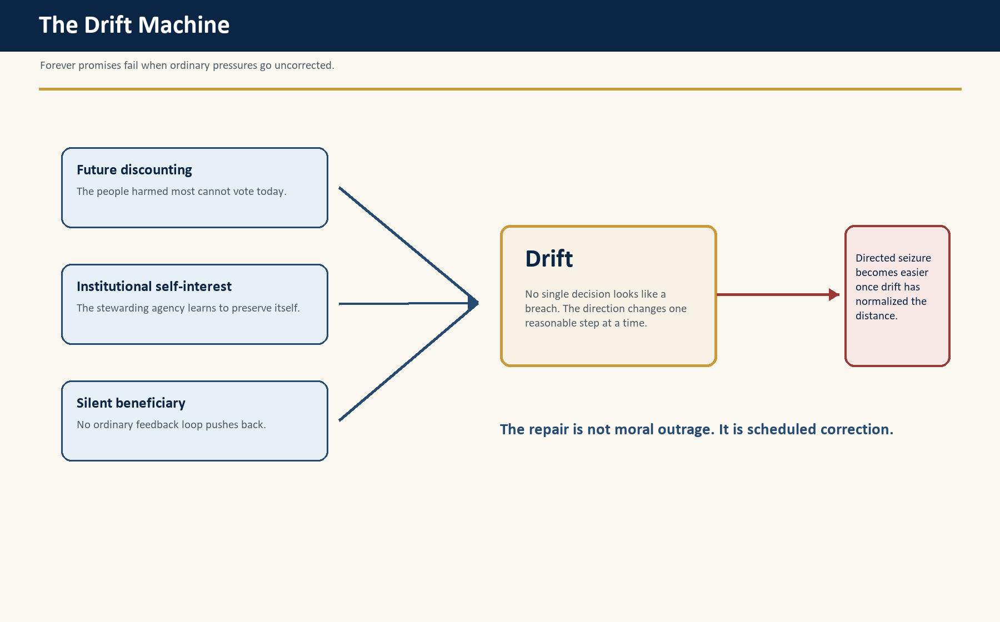 The Drift Machine
Forever promises fail when ordinary pressures go uncorrected.
Future discounting
The people harmed most cannot vote today.
Institutional self-interest
The stewarding agency learns to preserve itself.
Silent beneficiary
No ordinary feedback loop pushes back.
Drift
No single decision looks like a
breach. The direction changes one
reasonable step at a time.
Directed seizure
becomes easier
once drift has
normalized the
distance.
The repair is not moral outrage. It is scheduled correction.